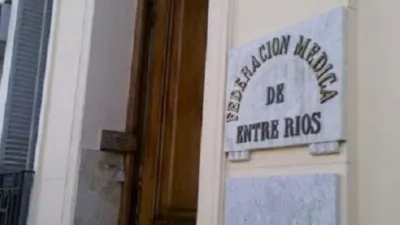 FEDERACION MEDICA
DE
ENTRE RIOS